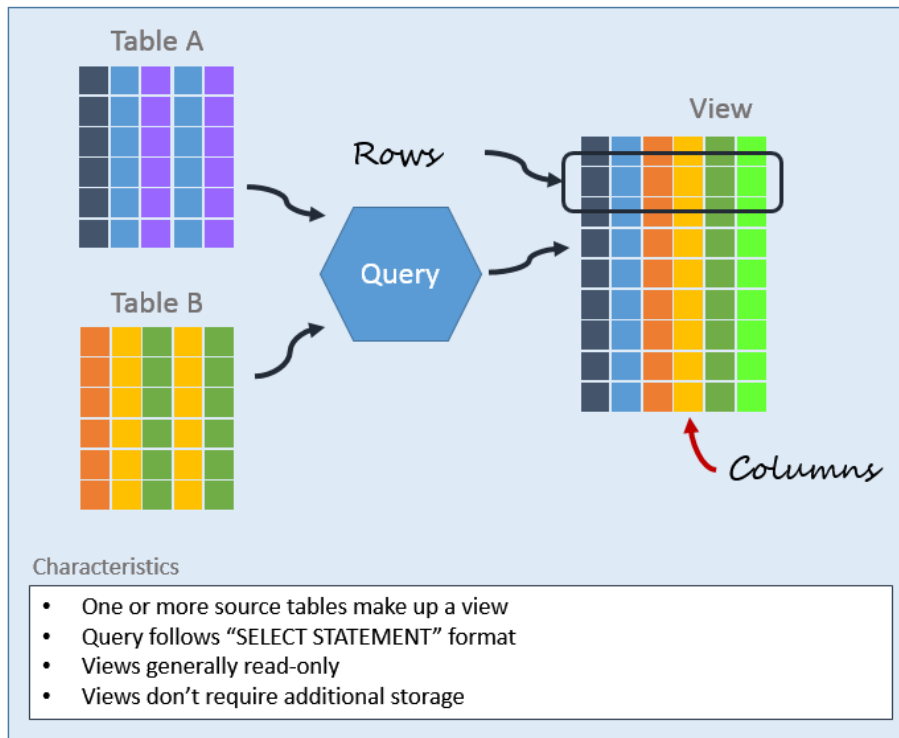 Table A
View
Rows
Query
Table B
Columns
Characteristics
• One or more source tables make up a view
• Query follows “SELECT STATEMENT” format
• Views generally read-only
• Views don’t require additional storage